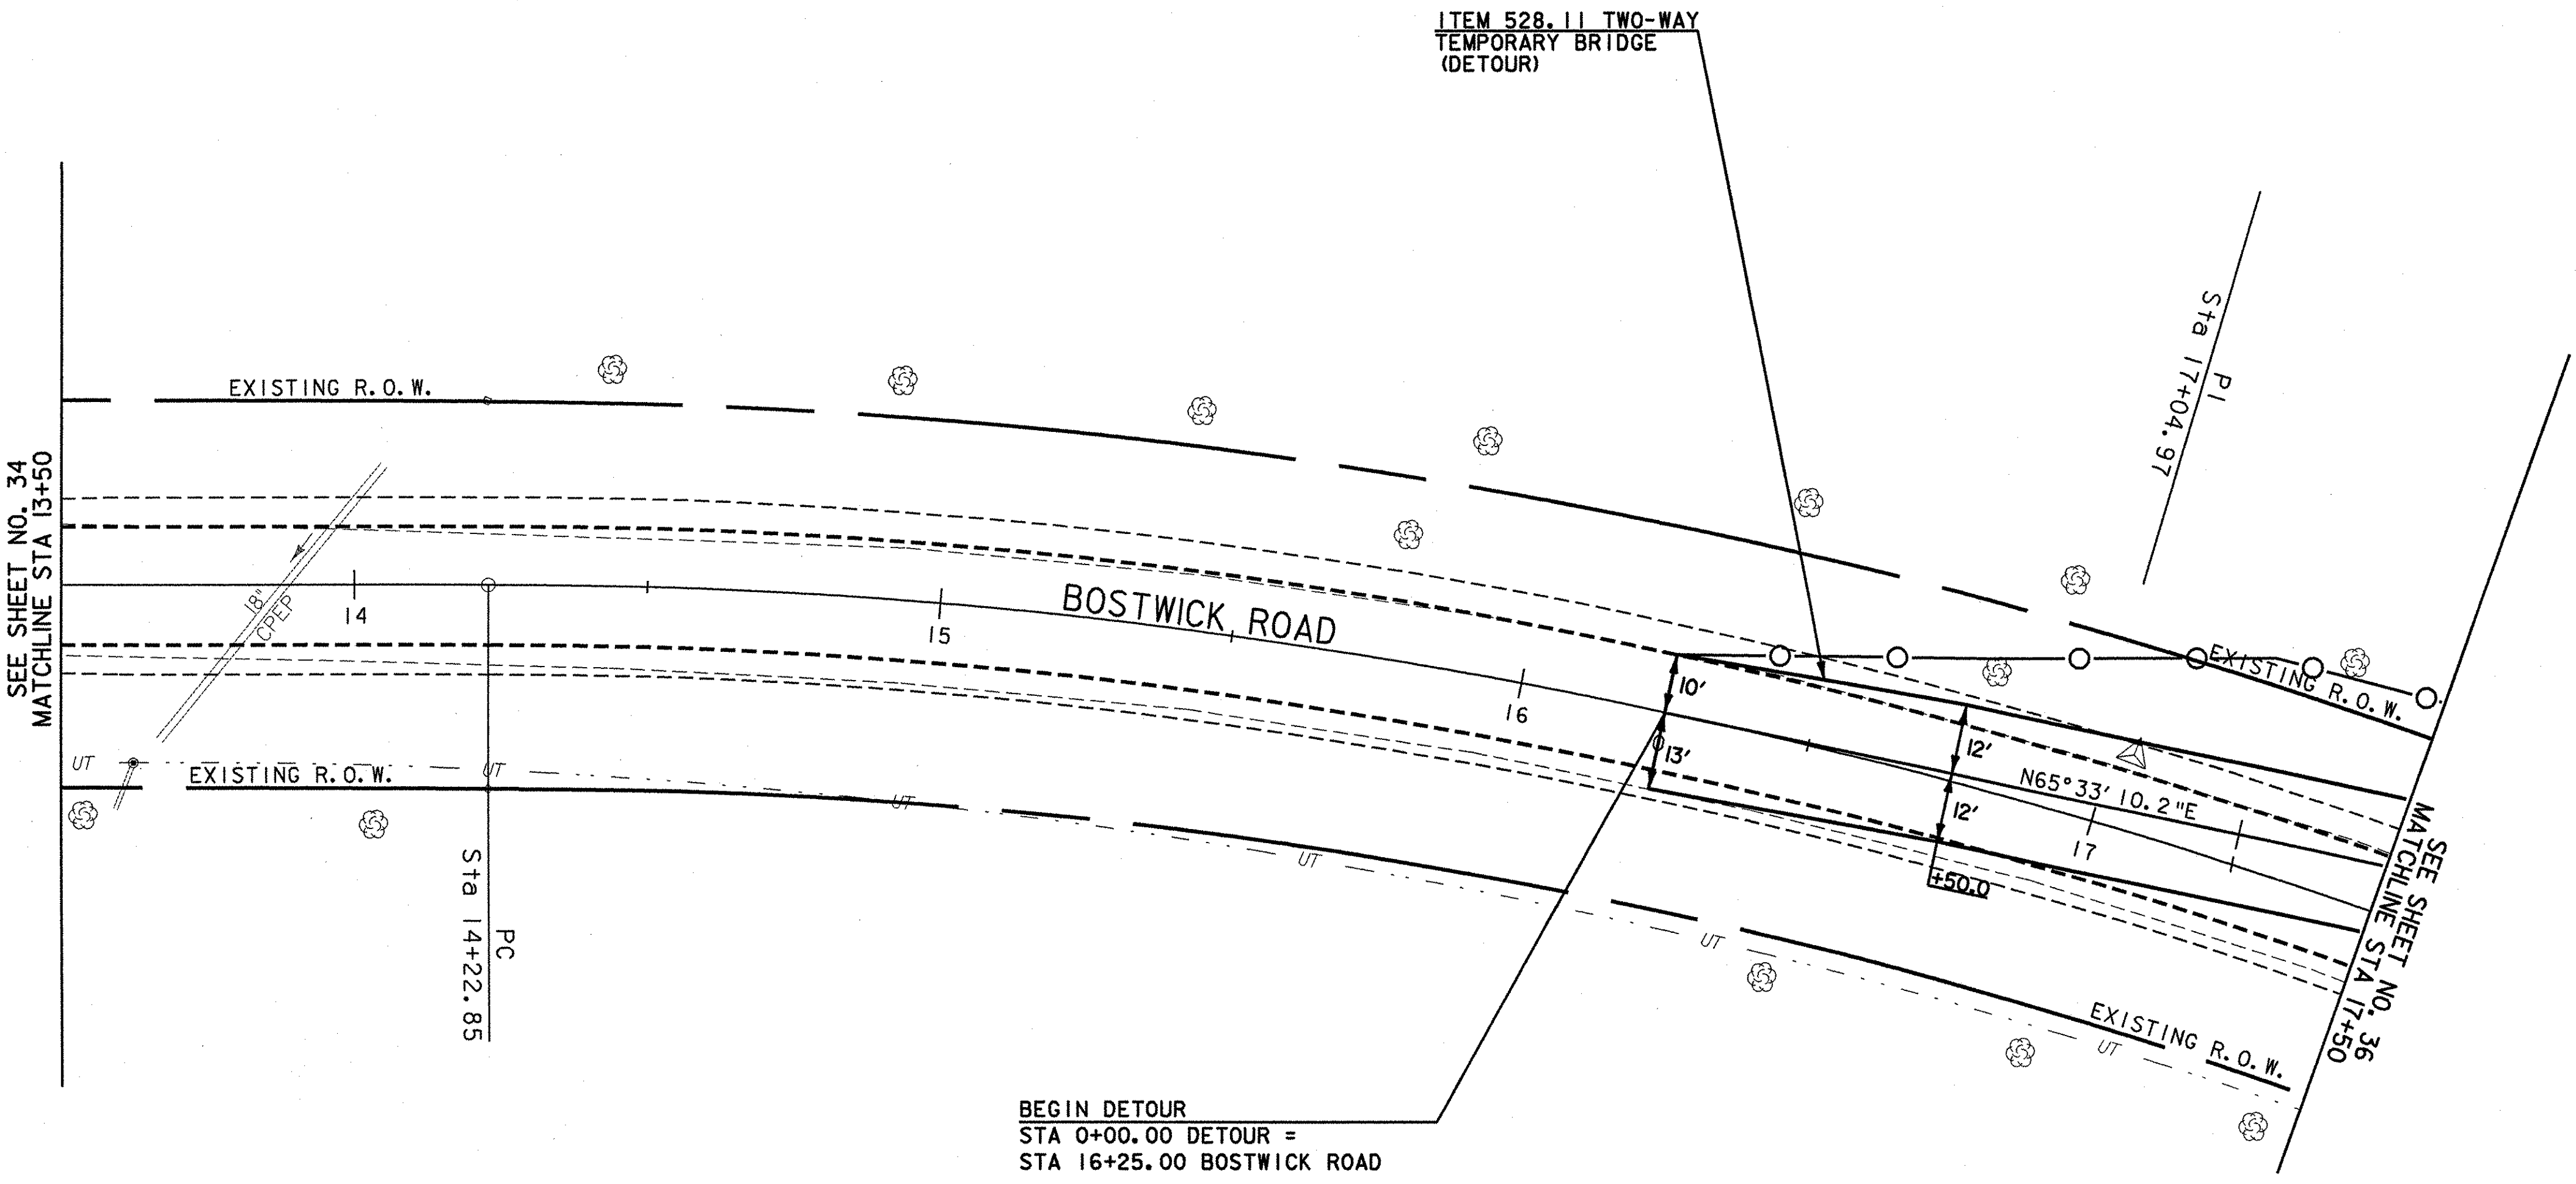 ITEM 528.11 TWO-WAY
TEMPORARY BRIDGE
(DETOUR)
SEE SHEET NO. 34
MATCHLINE STA 13+50
EXISTING R.O.W.
18"
CPEP
14
15
BOSTWICK ROAD
16
17
PI
Sta 17+04.97
EXISTING R.O.W.
10'
13'
12'
12'
N65°33'10.2"E
+50.0
UT
EXISTING R.O.W.
UT
UT
UT
UT
UT
EXISTING R.O.W.
PC
Sta 14+22.85
SEE SHEET NO. 36
MATCHLINE STA 17+50
BEGIN DETOUR
STA 0+00.00 DETOUR =
STA 16+25.00 BOSTWICK ROAD